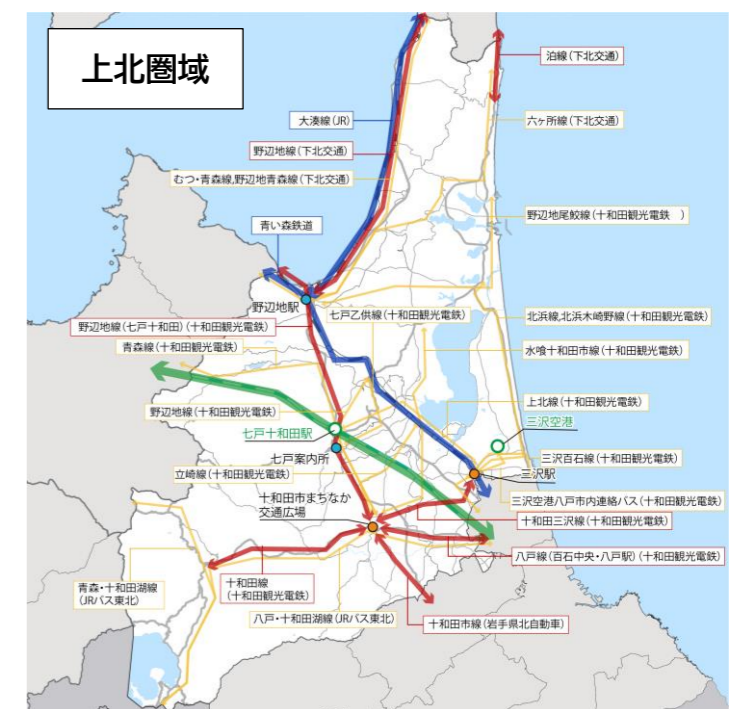 上北圏域
泊線(下北交通)
大湊線(JR)
六ヶ所線(下北交通)
野辺地線(下北交通)
むつ・青森線,野辺地青森線(下北交通)
野辺地尾鮫線(十和田観光電鉄 )
青い森鉄道
野辺地駅
七戸乙供線(十和田観光電鉄)
北浜線,北浜木崎野線(十和田観光電鉄)
野辺地線(七戸十和田)(十和田観光電鉄)
青森線(十和田観光電鉄)
水喰十和田市線(十和田観光電鉄)
上北線(十和田観光電鉄)
野辺地線(十和田観光電鉄)
三沢空港
七戸十和田駅
七戸案内所
三沢百石線(十和田観光電鉄)
立崎線(十和田観光電鉄)
三沢駅
十和田市まちなか
交通広場
三沢空港八戸市内連絡バス(十和田観光電鉄)
十和田三沢線(十和田観光電鉄)
八戸線(百石中央・八戸駅)(十和田観光電鉄)
青森・十和田湖線
(JRバス東北)
十和田線
(十和田観光電鉄)
八戸・十和田湖線(JRバス東北)
十和田市線(岩手県北自動車)